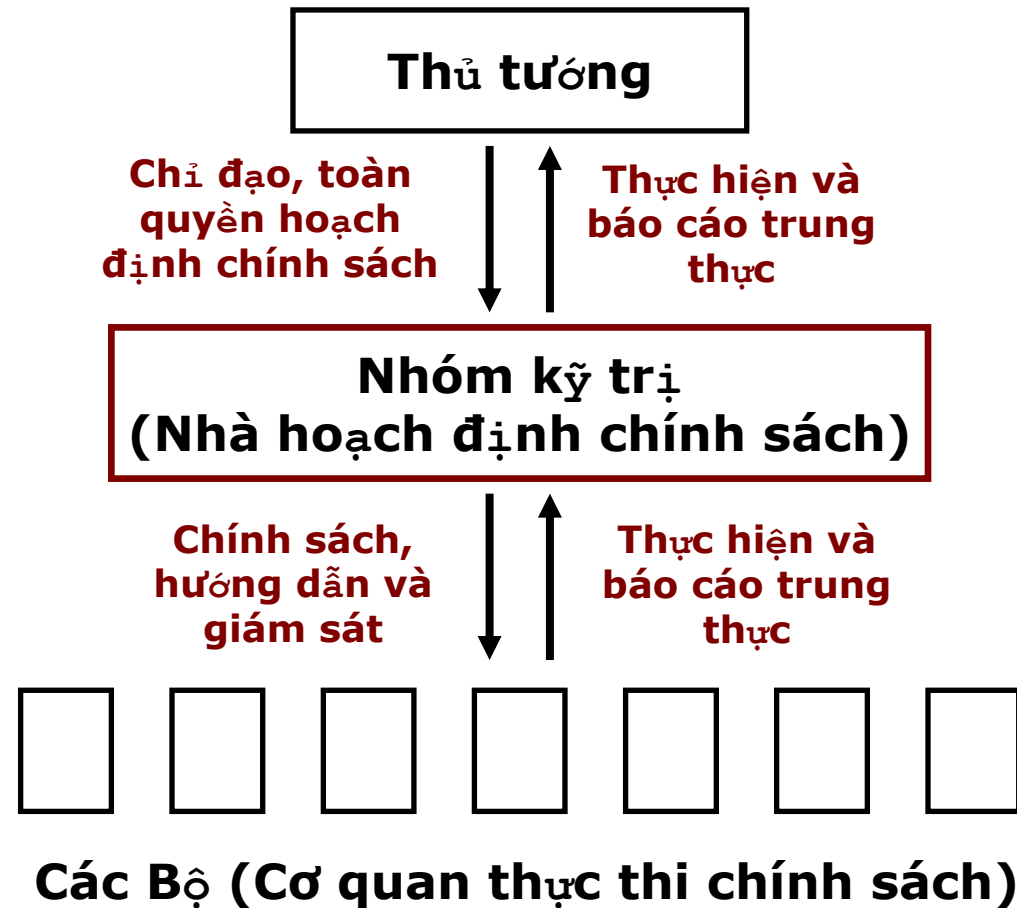 Thủ tướng
Chỉ đạo, toàn
quyền hoạch
định chính sách
Thực hiện và
báo cáo trung
thực
Nhóm kỹ trị
(Nhà hoạch định chính sách)
Chính sách,
hướng dẫn và
giám sát
Thực hiện và
báo cáo trung
thực
Các Bộ (Cơ quan thực thi chính sách)